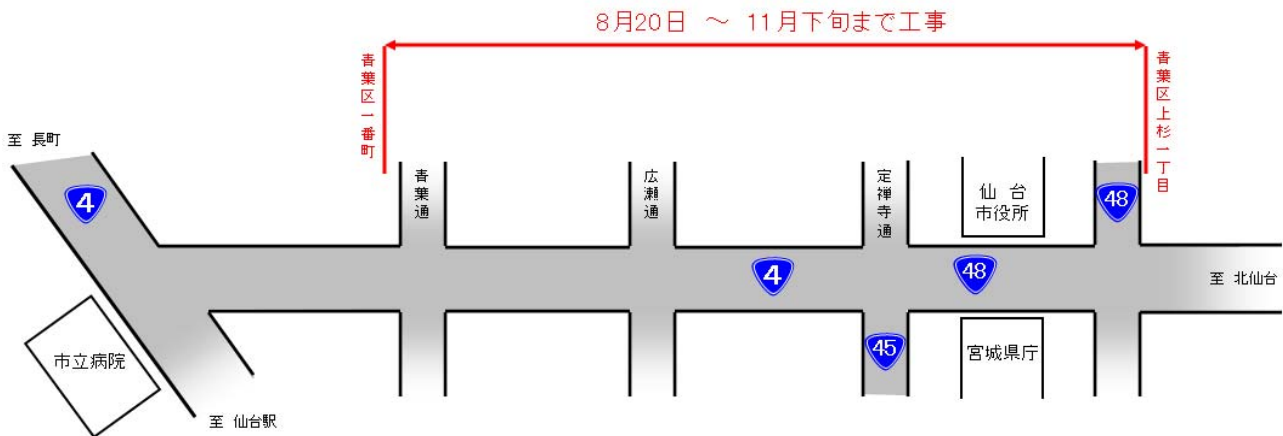 8月20日 ～ 11月下旬まで工事
青葉区一番町
青葉区上杉一丁目
至 長町
4
青葉通
広瀬通
定禅寺通
仙台
市役所
48
4
48
至 北仙台
45
宮城県庁
市立病院
至 仙台駅